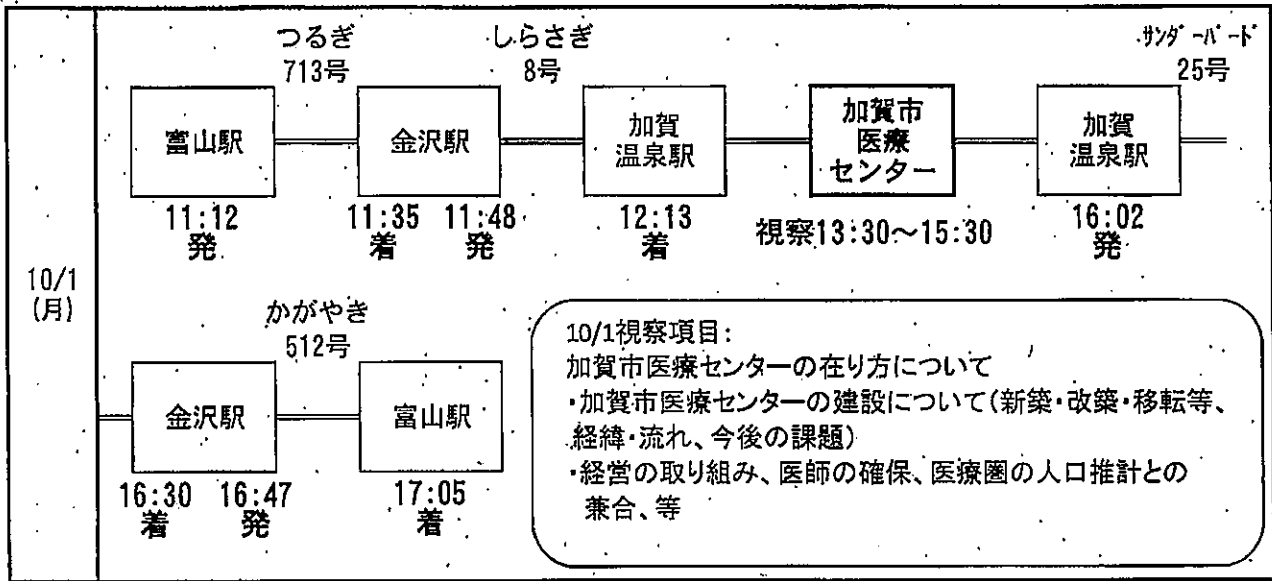 つるぎ
713号
しらさぎ
8号
サンダーバード
25号
富山駅
金沢駅
加賀
温泉駅
加賀市
医療
センター
加賀
温泉駅
11:12
発
11:35
着
11:48
発
12:13
着
視察13:30～15:30
16:02
発
10/1
(月)
かがやき
512号
金沢駅
富山駅
16:30
着
16:47
発
17:05
着
10/1視察項目:
加賀市医療センターの在り方について
・加賀市医療センターの建設について(新築・改築・移転等、
経緯・流れ、今後の課題)
・経営の取り組み、医師の確保、医療圏の人口推計との
兼合、等